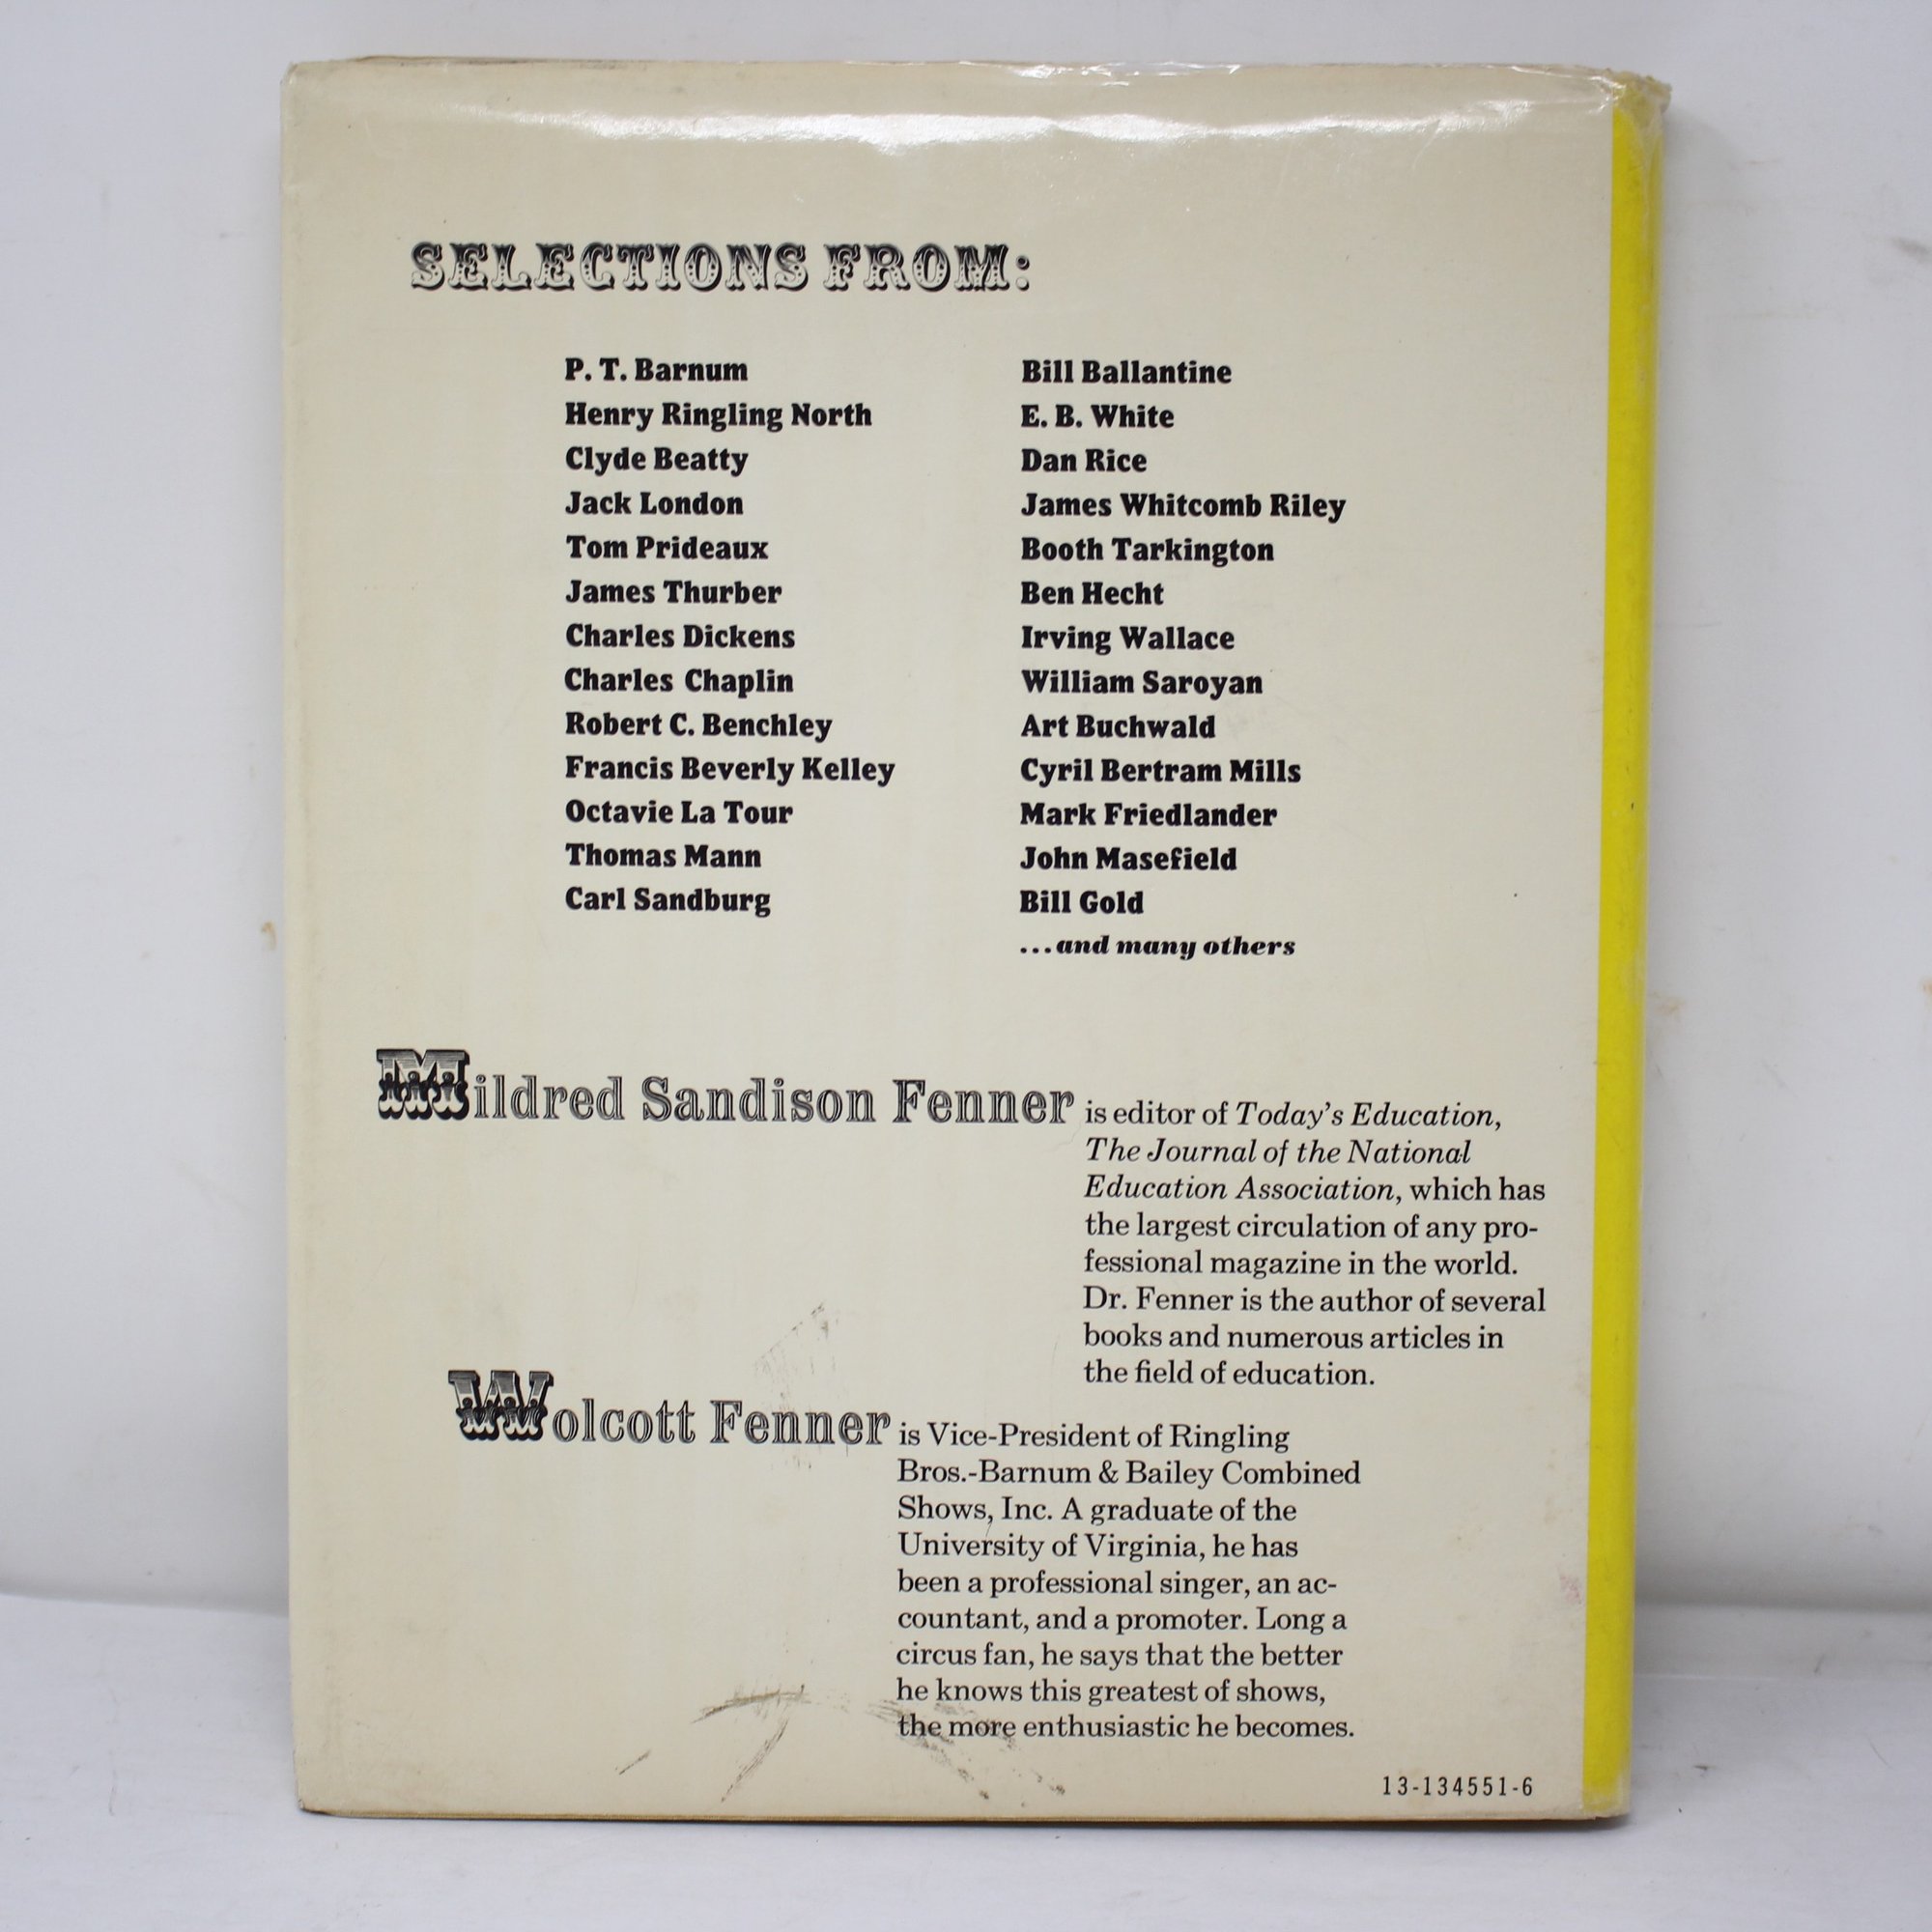 SELECTIONS FROM:
P. T. Barnum
Henry Ringling North
Clyde Beatty
Jack London
Tom Prideaux
James Thurber
Charles Dickens
Charles Chaplin
Robert C. Benchley
Francis Beverly Kelley
Octavie La Tour
Thomas Mann
Carl Sandburg
Bill Ballantine
E. B. White
Dan Rice
James Whitcomb Riley
Booth Tarkington
Ben Hecht
Irving Wallace
William Saroyan
Art Buchwald
Cyril Bertram Mills
Mark Friedlander
John Masefield
Bill Gold
...and many others
Mildred Sandison Fenner is editor of Today's Education,
The Journal of the National
Education Association, which has
the largest circulation of any pro-
fessional magazine in the world.
Dr. Fenner is the author of several
books and numerous articles in
the field of education.
Wolcott Fenner is Vice-President of Ringling
Bros.-Barnum & Bailey Combined
Shows, Inc. A graduate of the
University of Virginia, he has
been a professional singer, an ac-
countant, and a promoter. Long a
circus fan, he says that the better
he knows this greatest of shows,
the more enthusiastic he becomes.
13-134551-6